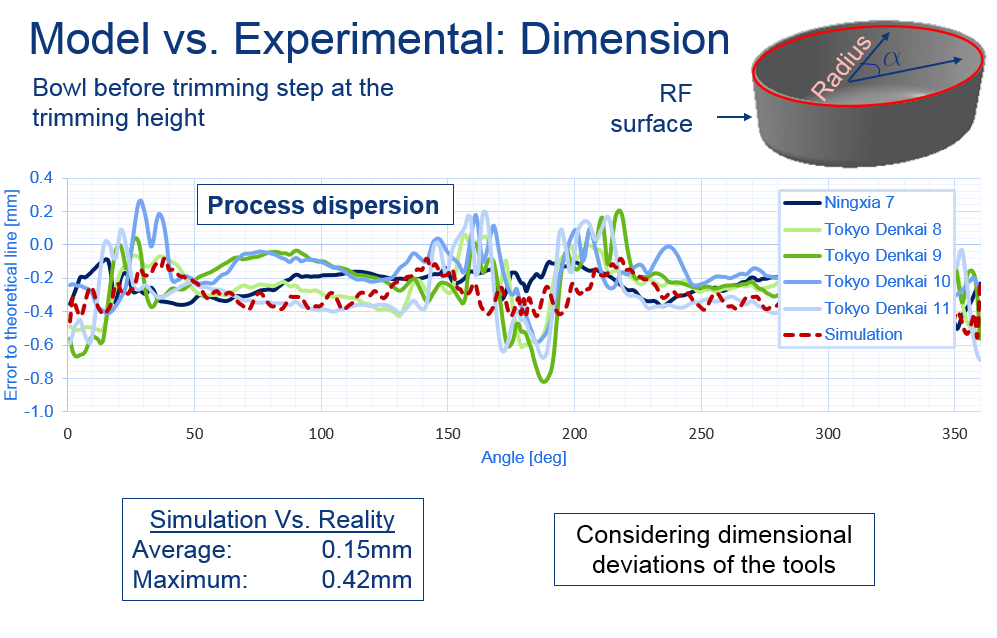 Model vs. Experimental: Dimension
Bowl before trimming step at the
trimming height
RF
surface
Radius
α
Error to theoretical line [mm]
0.4
0.2
0.0
-0.2
-0.4
-0.6
-0.8
-1.0
Process dispersion
Ningxia 7
Tokyo Denkai 8
Tokyo Denkai 9
Tokyo Denkai 10
Tokyo Denkai 11
Simulation
0 50 100 150 200 250 300 350
Angle [deg]
Simulation Vs. Reality
Average: 0.15mm
Maximum: 0.42mm
Considering dimensional
deviations of the tools